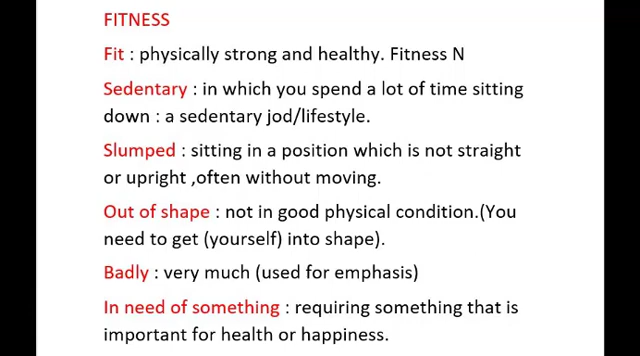 FITNESS
Fit : physically strong and healthy. Fitness N
Sedentary : in which you spend a lot of time sitting
down : a sedentary jod/lifestyle.
Slumped : sitting in a position which is not straight
or upright ,often without moving.
Out of shape : not in good physical condition.(You
need to get (yourself) into shape).
Badly : very much (used for emphasis)
In need of something : requiring something that is
important for health or happiness.